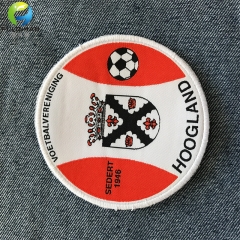 VOETBALVERENIGING
HOOGLAND
SEDERT
1946